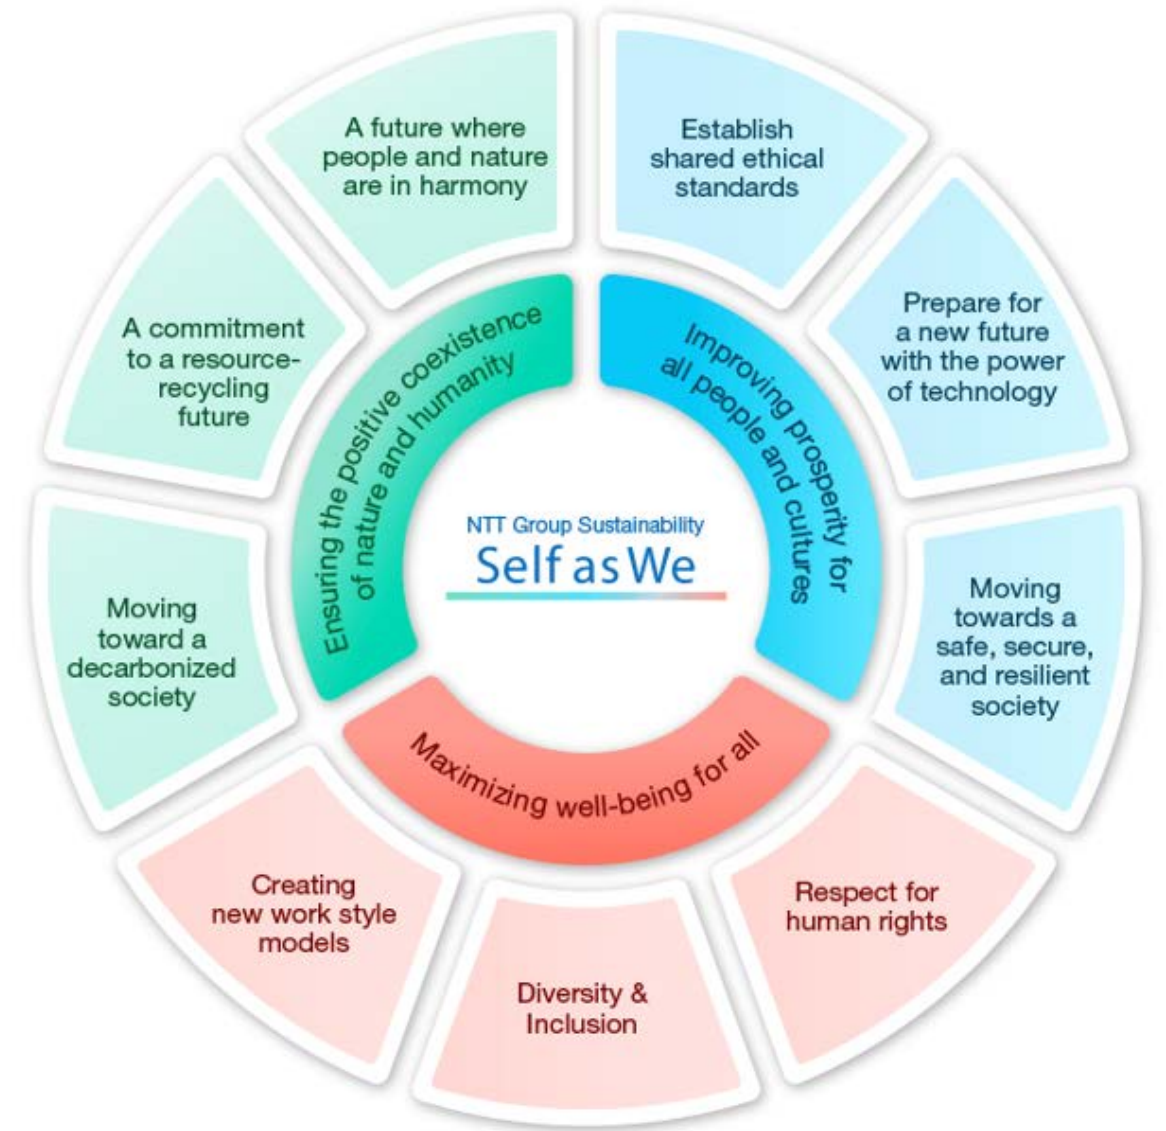 A future where
people and nature
are in harmony
Establish
shared ethical
standards
A commitment
to a resource-
recycling
future
Prepare for
a new future
with the power
of technology
Ensuring the positive coexistence
of nature and humanity
Improving prosperity for
all people and cultures
NTT Group Sustainability
Self as We
Moving
toward a
decarbonized
society
Moving
towards a
safe, secure,
and resilient
society
Maximizing well-being for all
Creating
new work style
models
Diversity &
Inclusion
Respect for
human rights